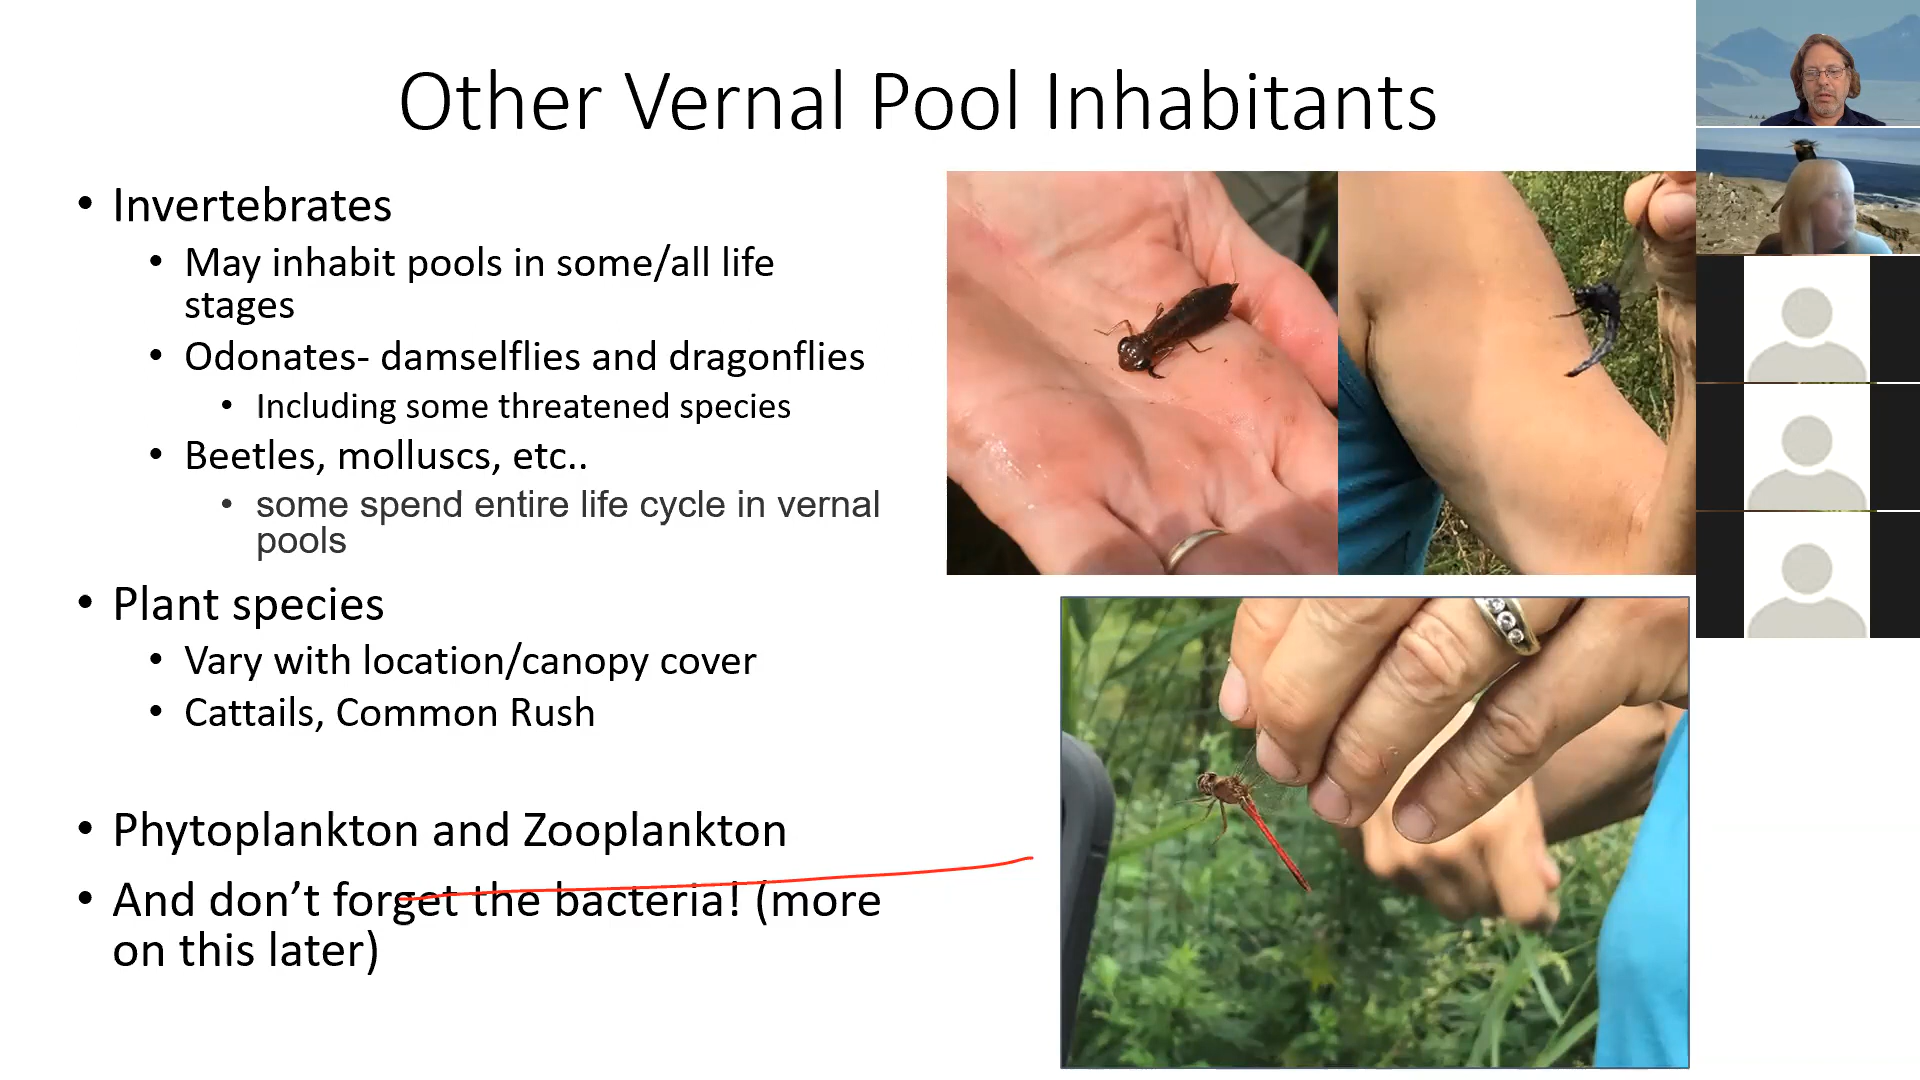 Other Vernal Pool Inhabitants
• Invertebrates
• May inhabit pools in some/all life
stages
• Odonates- damselflies and dragonflies
• Including some threatened species
• Beetles, molluscs, etc..
• some spend entire life cycle in vernal
pools
• Plant species
• Vary with location/canopy cover
• Cattails, Common Rush
• Phytoplankton and Zooplankton
• And don’t forget the bacteria! (more
on this later)